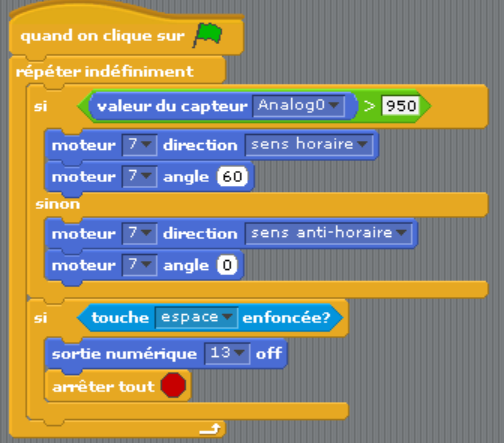 quand on clique sur
répéter indéfiniment
si valeur du capteur Analog0 > 950
moteur 7 direction sens horaire
moteur 7 angle 60
sinon
moteur 7 direction sens anti-horaire
moteur 7 angle 0
si touche espace enfoncée?
sortie numérique 13 off
arrêter tout